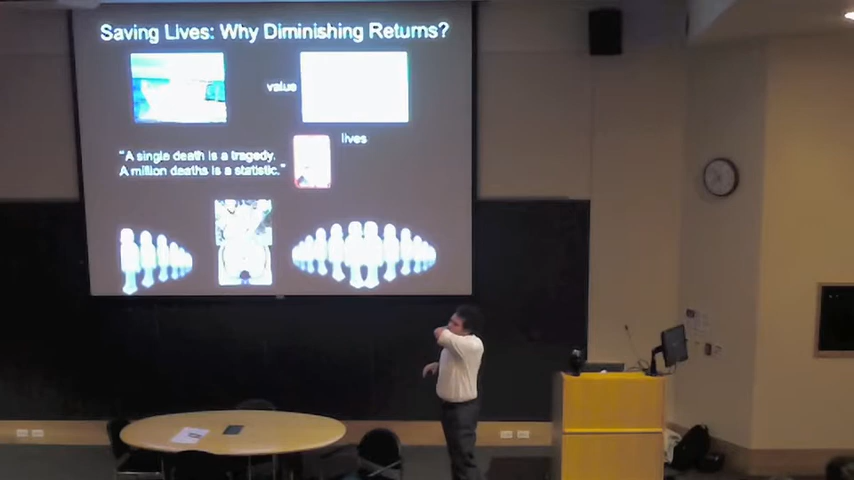 Saving Lives: Why Diminishing Returns?
value
lives
"A single death is a tragedy.
A million deaths is a statistic."